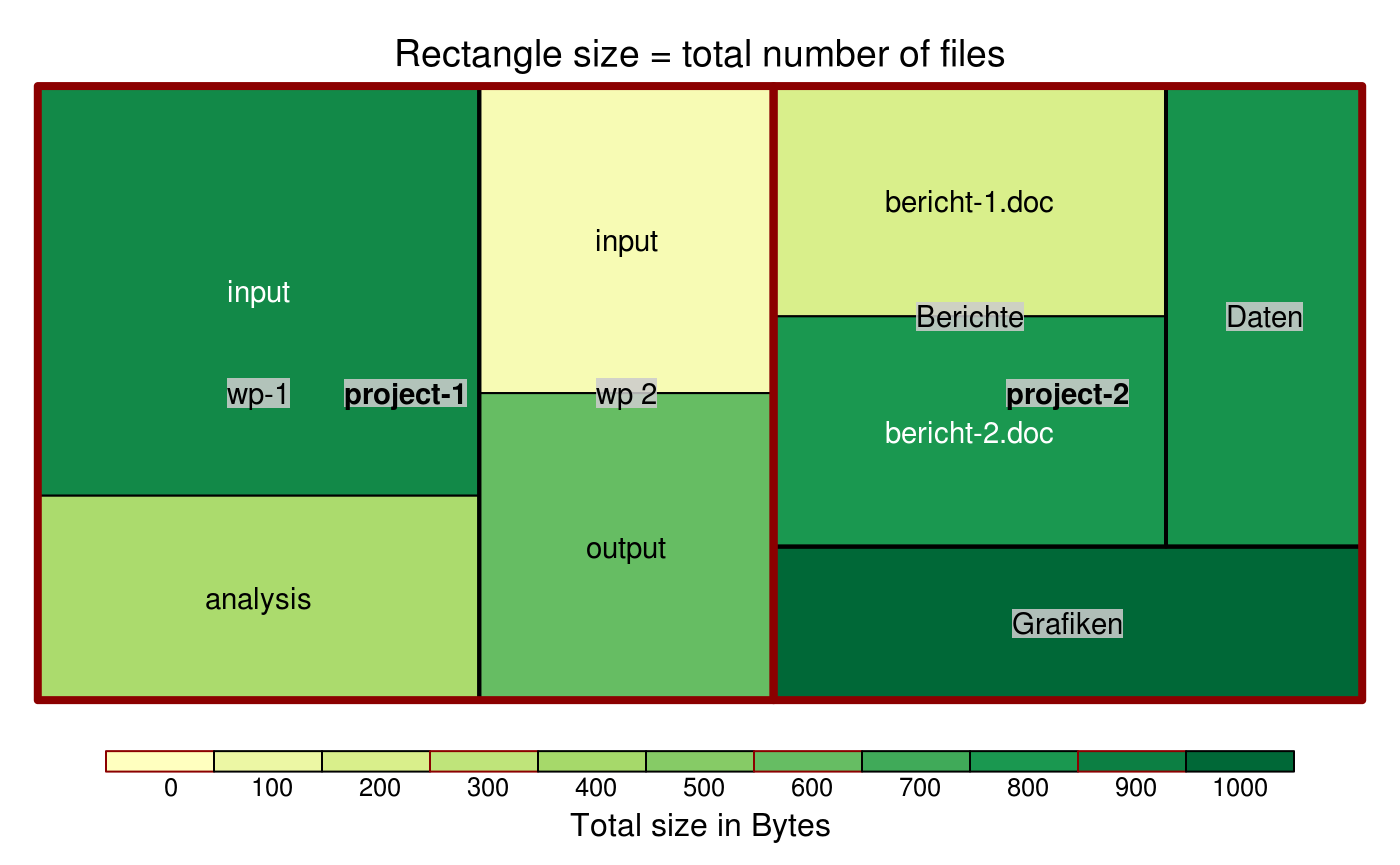 Rectangle size = total number of files
input
wp-1
project-1
analysis
input
wp 2
output
bericht-1.doc
Berichte
project-2
bericht-2.doc
Daten
Grafiken
0 100 200 300 400 500 600 700 800 900 1000
Total size in Bytes